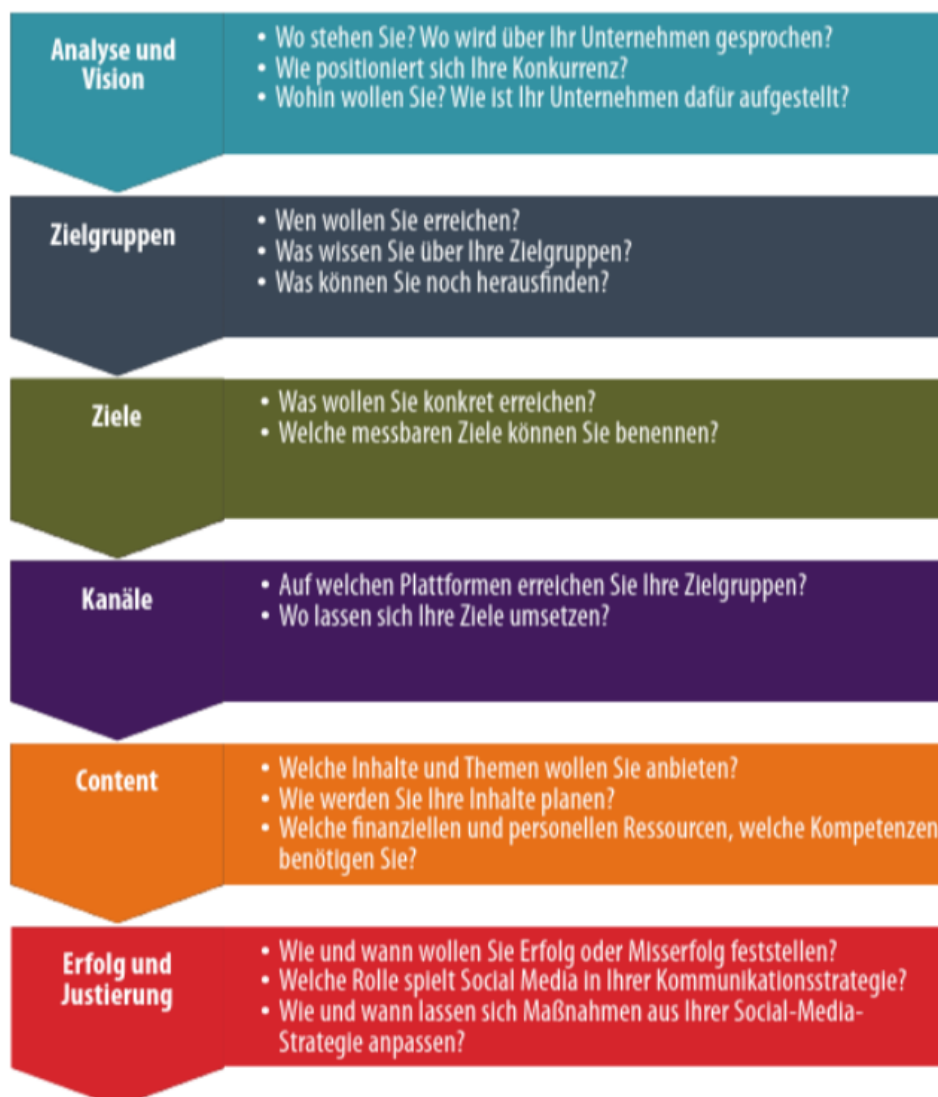 Analyse und
Vision
• Wo stehen Sie? Wo wird über Ihr Unternehmen gesprochen?
• Wie positioniert sich Ihre Konkurrenz?
• Wohin wollen Sie? Wie ist Ihr Unternehmen dafür aufgestellt?
Zielgruppen
• Wen wollen Sie erreichen?
• Was wissen Sie über Ihre Zielgruppen?
• Was können Sie noch herausfinden?
Ziele
• Was wollen Sie konkret erreichen?
• Welche messbaren Ziele können Sie benennen?
Kanäle
• Auf welchen Plattformen erreichen Sie Ihre Zielgruppen?
• Wo lassen sich Ihre Ziele umsetzen?
Content
• Welche Inhalte und Themen wollen Sie anbieten?
• Wie werden Sie Ihre Inhalte planen?
• Welche finanziellen und personellen Ressourcen, welche Kompetenzen
benötigen Sie?
Erfolg und
Justierung
• Wie und wann wollen Sie Erfolg oder Misserfolg feststellen?
• Welche Rolle spielt Social Media in Ihrer Kommunikationsstrategie?
• Wie und wann lassen sich Maßnahmen aus Ihrer Social-Media-
Strategie anpassen?